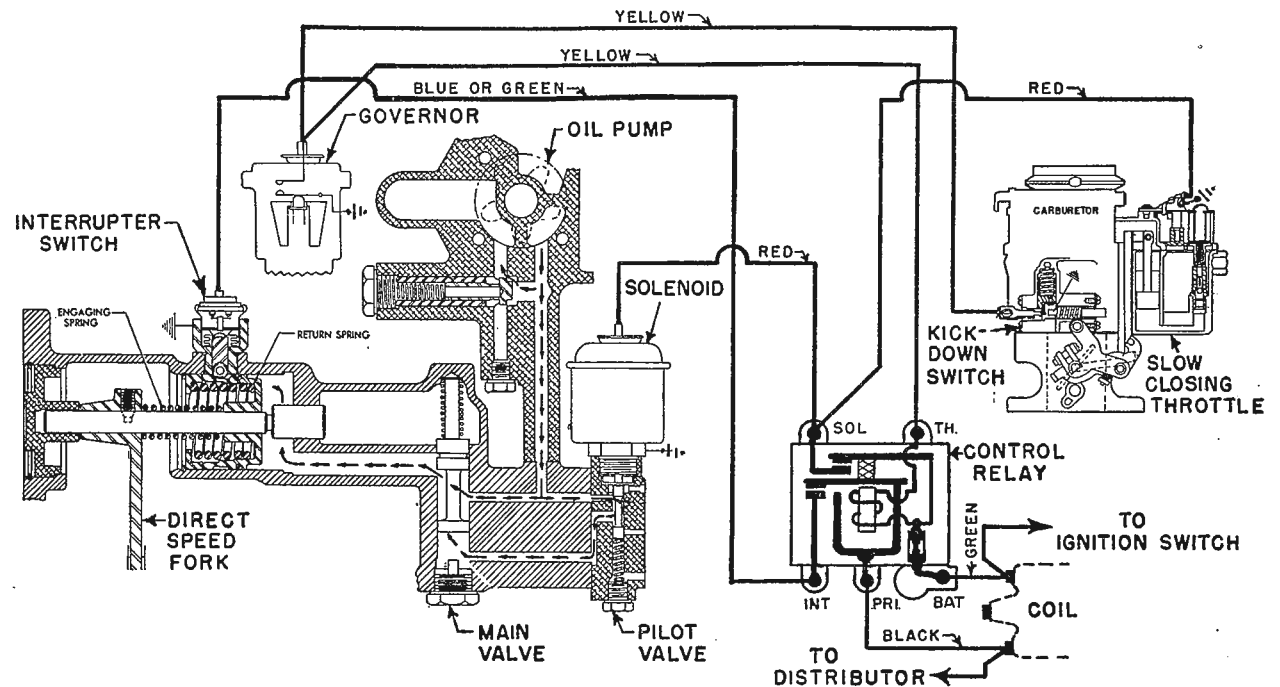 YELLOW
YELLOW
BLUE OR GREEN
RED
GOVERNOR
OIL PUMP
CARBURETOR
INTERRUPTER
SWITCH
RED
SOLENOID
ENGAGING
SPRING
RETURN SPRING
KICK
DOWN
SWITCH
SLOW
CLOSING
THROTTLE
SOL
TH.
CONTROL
RELAY
DIRECT
SPEED
FORK
GREEN
TO
IGNITION SWITCH
INT
PRI.
BAT
COIL
MAIN
VALVE
PILOT
VALVE
BLACK
TO
DISTRIBUTOR